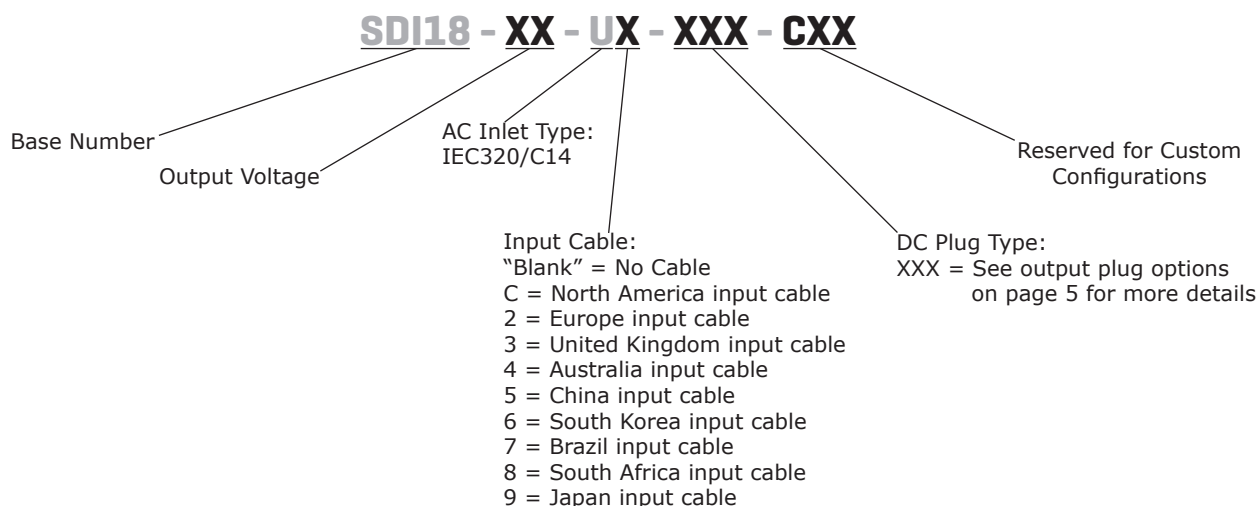 SDI18 - XX - UX - XXX - CXX
Base Number
Output Voltage
AC Inlet Type:
IEC320/C14
Input Cable:
“Blank” = No Cable
C = North America input cable
2 = Europe input cable
3 = United Kingdom input cable
4 = Australia input cable
5 = China input cable
6 = South Korea input cable
7 = Brazil input cable
8 = South Africa input cable
9 = Japan input cable
DC Plug Type:
XXX = See output plug options
on page 5 for more details
Reserved for Custom
Configurations